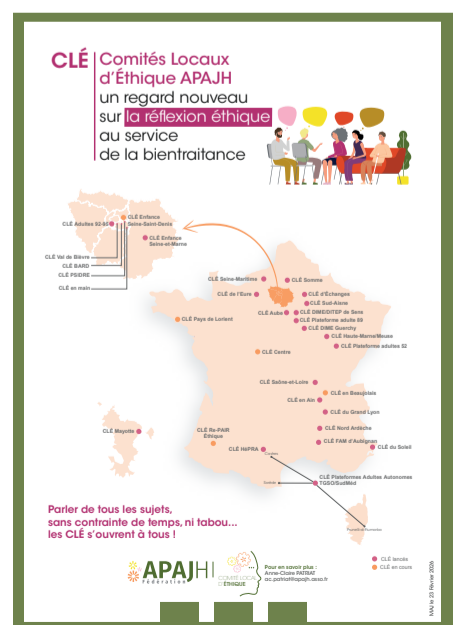 CLÉ
Comités Locaux
d'Éthique APAJH
un regard nouveau
sur la réflexion éthique
au service
de la bientraitance
CLÉ Enfance
Seine-Saint-Denis
CLÉ Adultes 92-95
CLÉ Enfance
Seine-et-Marne
CLÉ Val de Bièvre
CLÉ BARD
CLÉ PSIDRE
CLÉ en main
CLÉ Seine-Maritime
CLÉ Somme
CLÉ de l'Eure
CLÉ d'Échanges
CLÉ Sud-Aisne
CLÉ Aube
CLÉ DIME/DITEP de Sens
CLÉ Plateforme adulte 89
CLÉ DIME Guerchy
CLÉ Pays de Lorient
CLÉ Haute-Marne/Meuse
CLÉ Plateforme adultes 52
CLÉ Centre
CLÉ Saône-et-Loire
CLÉ en Beaujolais
CLÉ en Ain
CLÉ du Grand Lyon
CLÉ Mayotte
CLÉ Re-PAIR
Éthique
CLÉ Nord Ardèche
CLÉ FAM d'Aubignan
CLÉ HéPRA
CLÉ du Soleil
CLÉ Plateformes Adultes Autonomes
TGSO/SudMéd
Parler de tous les sujets,
sans contrainte de temps, ni tabou...
les CLÉ s'ouvrent à tous !
APAJH
Fédération
COMITÉ LOCAL
D'ÉTHIQUE
Pour en savoir plus :
Anne-Claire PATRIAT
ac.patriat@apajh.asso.fr
CLÉ lancés
CLÉ en cours
MAJ le 23 Février 2026